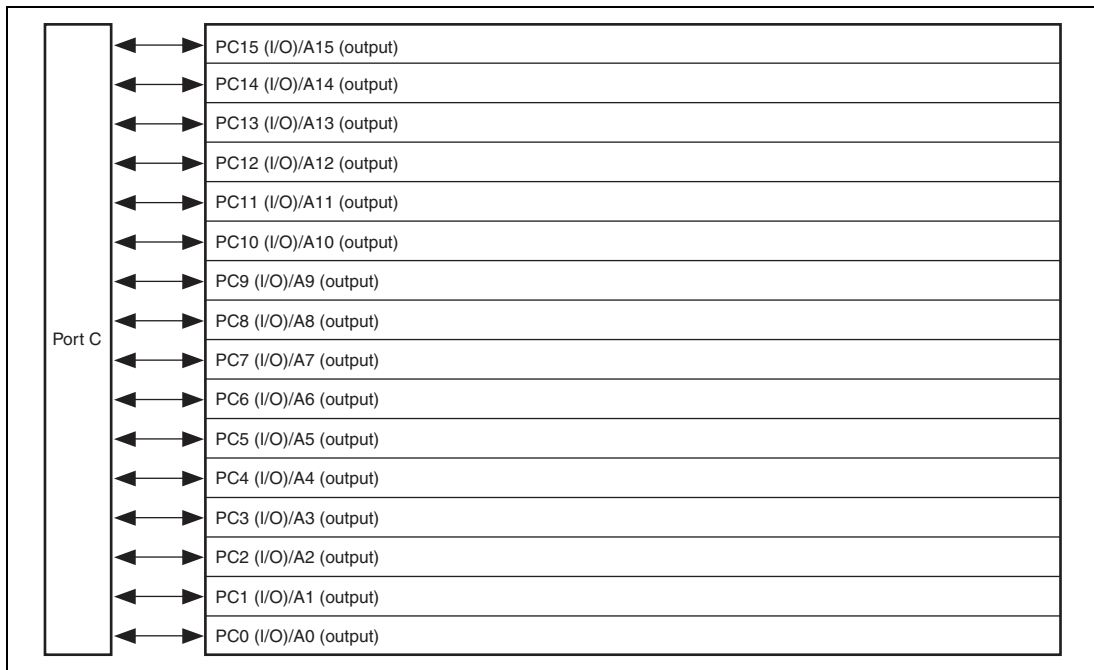 PC15 (I/O)/A15 (output)
PC14 (I/O)/A14 (output)
PC13 (I/O)/A13 (output)
PC12 (I/O)/A12 (output)
PC11 (I/O)/A11 (output)
PC10 (I/O)/A10 (output)
PC9 (I/O)/A9 (output)
PC8 (I/O)/A8 (output)
Port C
PC7 (I/O)/A7 (output)
PC6 (I/O)/A6 (output)
PC5 (I/O)/A5 (output)
PC4 (I/O)/A4 (output)
PC3 (I/O)/A3 (output)
PC2 (I/O)/A2 (output)
PC1 (I/O)/A1 (output)
PC0 (I/O)/A0 (output)